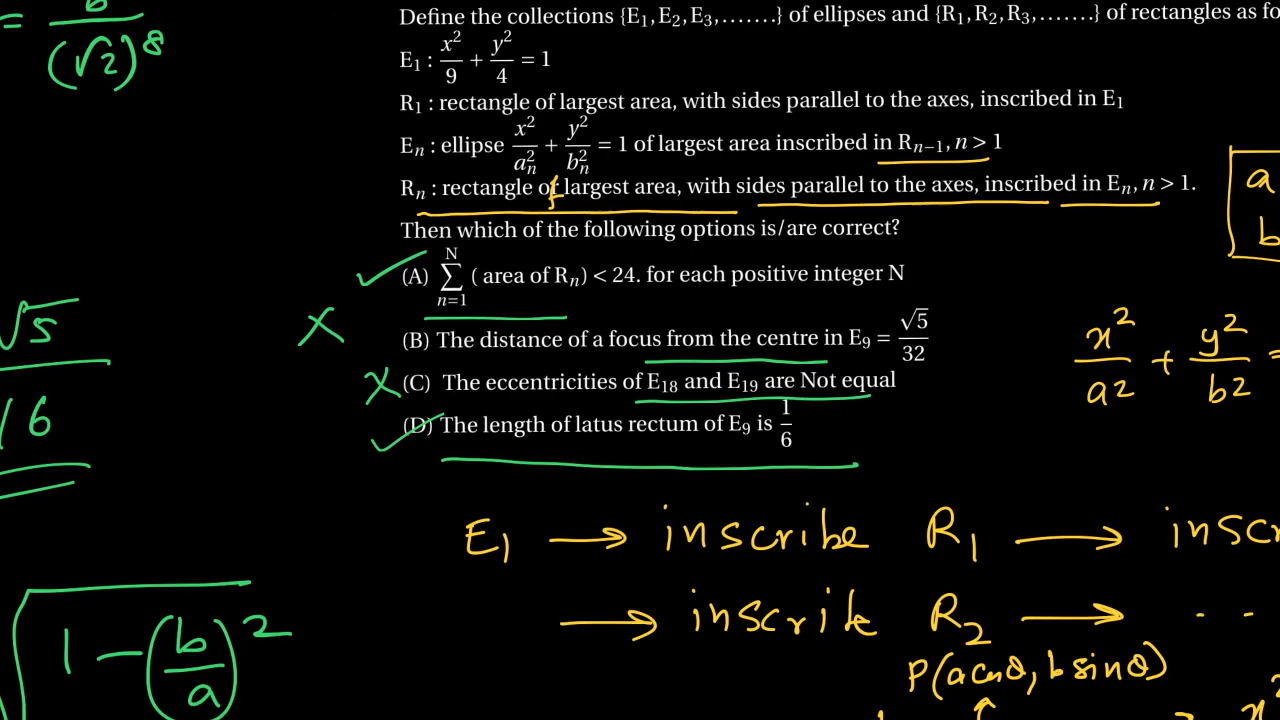 = b/(√2)^8
Define the collections {E₁, E₂, E₃, .......} of ellipses and {R₁, R₂, R₃, .......} of rectangles as fo
E₁ : x²/9 + y²/4 = 1
R₁ : rectangle of largest area, with sides parallel to the axes, inscribed in E₁
Eₙ : ellipse x²/aₙ² + y²/bₙ² = 1 of largest area inscribed in Rₙ₋₁, n > 1
Rₙ : rectangle of largest area, with sides parallel to the axes, inscribed in Eₙ, n > 1.
a
b
Then which of the following options is/are correct?
✓ (A) ∑_{n=1}^{N} ( area of Rₙ) < 24. for each positive integer N
X (B) The distance of a focus from the centre in E₉ = √5/32
X (C) The eccentricities of E₁₈ and E₁₉ are Not equal
✓ (D) The length of latus rectum of E₉ is 1/6
√5/16
x²/a² + y²/b² =
E₁ → inscribe R₁ → insc
→ inscribe R₂ → . .
P(a cosθ, b sinθ)
√1 − (b/a)²
x²